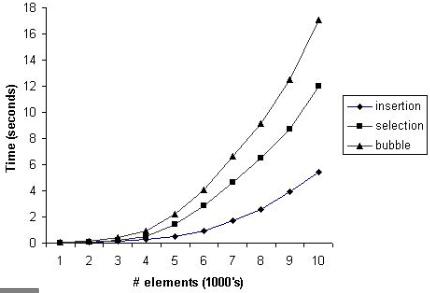 18
16
14
12
10
8
6
4
2
0
Time (seconds)
1 2 3 4 5 6 7 8 9 10
# elements (1000's)
insertion
selection
bubble